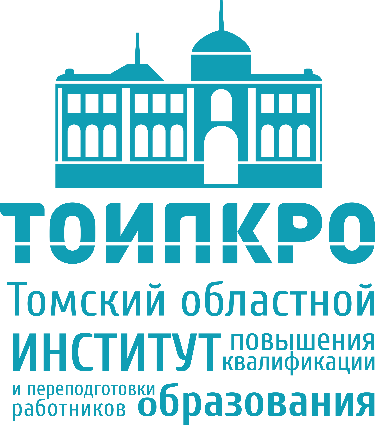 ТОИПКРО
Томский областной
ИНСТИТУТ повышения
квалификации
и переподготовки
работников образования